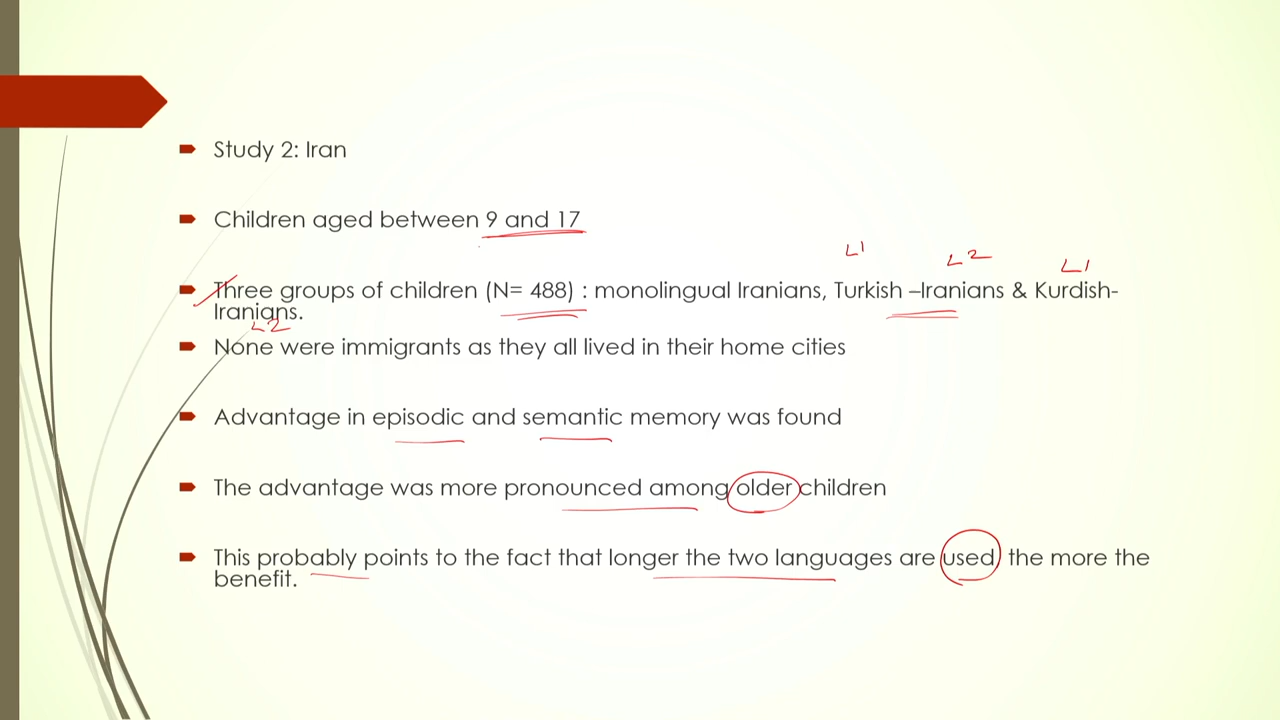 Study 2: Iran
Children aged between 9 and 17
L1 L2 L1
Three groups of children (N= 488) : monolingual Iranians, Turkish –Iranians & Kurdish-
Iranians.
L2
None were immigrants as they all lived in their home cities
Advantage in episodic and semantic memory was found
The advantage was more pronounced among older children
This probably points to the fact that longer the two languages are used, the more the
benefit.